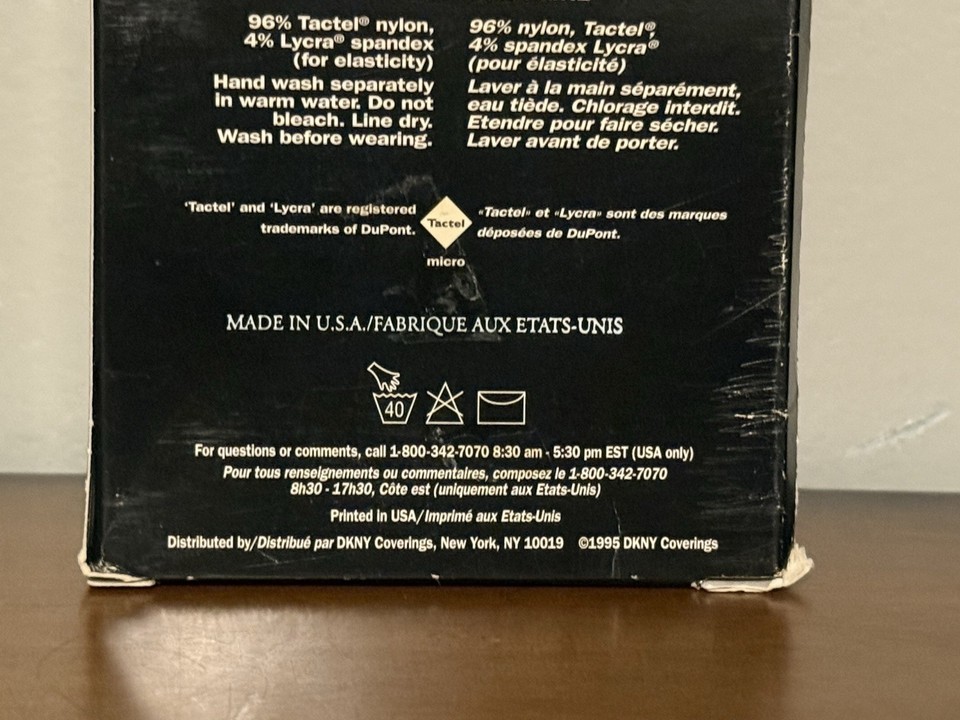 96% Tactel® nylon,
4% Lycra® spandex
(for elasticity)
Hand wash separately
in warm water. Do not
bleach. Line dry.
Wash before wearing.
96% nylon, Tactel®,
4% spandex Lycra®
(pour élasticité)
Laver à la main séparément,
eau tiède. Chlorage interdit.
Etendre pour faire sécher.
Laver avant de porter.
'Tactel' and 'Lycra' are registered
trademarks of DuPont.
Tactel
micro
«Tactel» et «Lycra» sont des marques
déposées de DuPont.
MADE IN U.S.A./FABRIQUE AUX ETATS-UNIS
40
For questions or comments, call 1-800-342-7070 8:30 am - 5:30 pm EST (USA only)
Pour tous renseignements ou commentaires, composez le 1-800-342-7070
8h30 - 17h30, Côte est (uniquement aux Etats-Unis)
Printed in USA/Imprimé aux Etats-Unis
Distributed by/Distribué par DKNY Coverings, New York, NY 10019 ©1995 DKNY Coverings